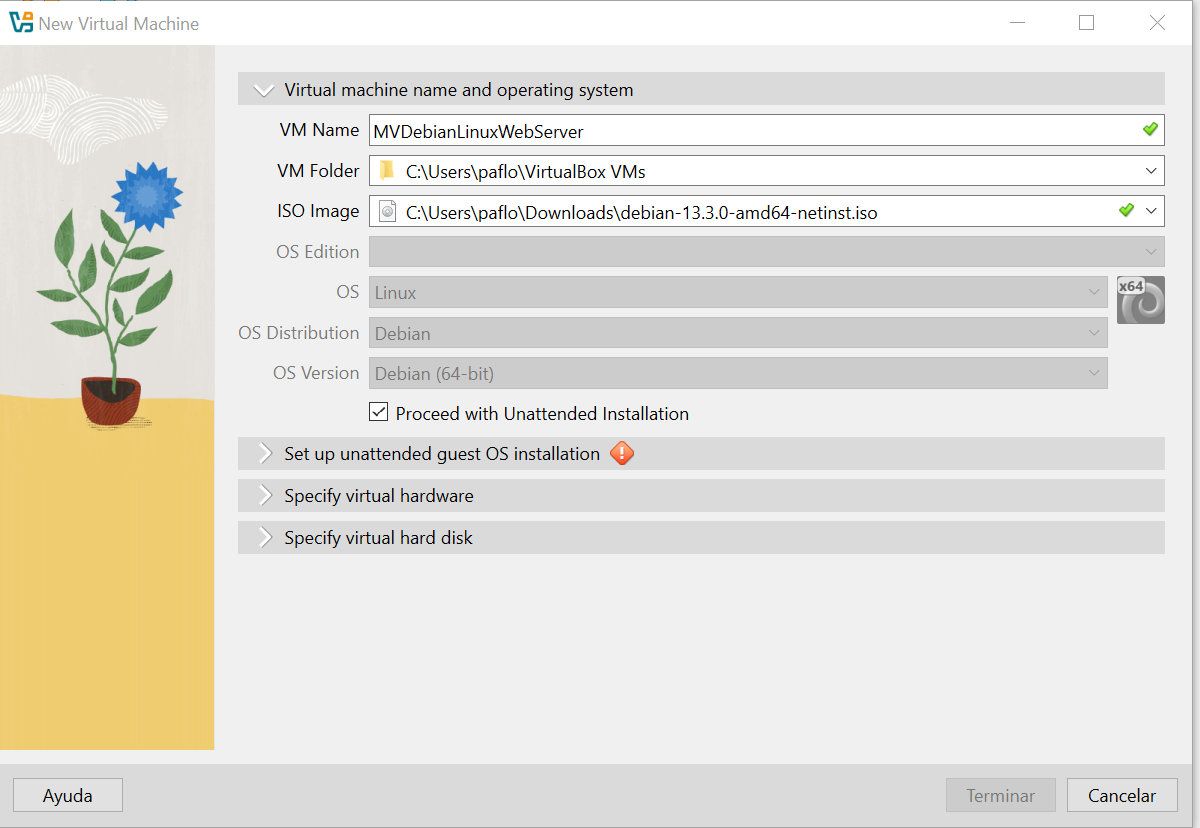 New Virtual Machine
Virtual machine name and operating system
VM Name MVDebianLinuxWebServer
VM Folder C:\Users\paflo\VirtualBox VMs
ISO Image C:\Users\paflo\Downloads\debian-13.3.0-amd64-netinst.iso
OS Edition
OS Linux x64
OS Distribution Debian
OS Version Debian (64-bit)
Proceed with Unattended Installation
Set up unattended guest OS installation
Specify virtual hardware
Specify virtual hard disk
Ayuda Terminar Cancelar